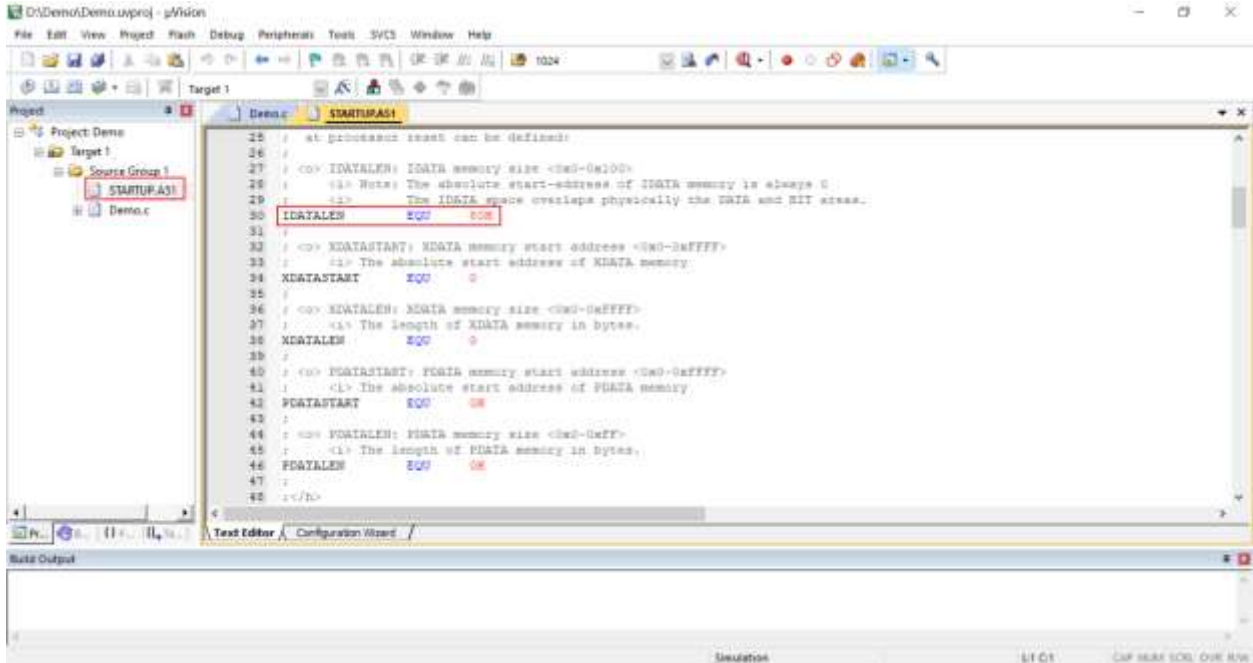 D:\Demo\Demo.uvproj - µVision
File Edit View Project Flash Debug Peripherals Tools SVCS Window Help
1024
Target 1
Project
Demo.c STARTUP.A51
Project: Demo
Target 1
Source Group 1
STARTUP.A51
Demo.c
25 ; at processor reset can be defined:
26 ;
27 ; <o> IDATALEN: IDATA memory size <0x0-0x100>
28 ; <i> Note: The absolute start-address of IDATA memory is always 0
29 ; <i> The IDATA space overlaps physically the DATA and BIT areas.
30 IDATALEN EQU 80H
31 ;
32 ; <o> XDATASTART: XDATA memory start address <0x0-0xFFFF>
33 ; <i> The absolute start address of XDATA memory
34 XDATASTART EQU 0
35 ;
36 ; <o> XDATALEN: XDATA memory size <0x0-0xFFFF>
37 ; <i> The length of XDATA memory in bytes.
38 XDATALEN EQU 0
39 ;
40 ; <o> PDATASTART: PDATA memory start address <0x0-0xFFFF>
41 ; <i> The absolute start address of PDATA memory
42 PDATASTART EQU 0H
43 ;
44 ; <o> PDATALEN: PDATA memory size <0x0-0xFF>
45 ; <i> The length of PDATA memory in bytes.
46 PDATALEN EQU 0H
47 ;
48 ;</h>
Text Editor Configuration Wizard
Build Output
Simulation L:1 C:1 CAP NUM SCRL OVR R/W